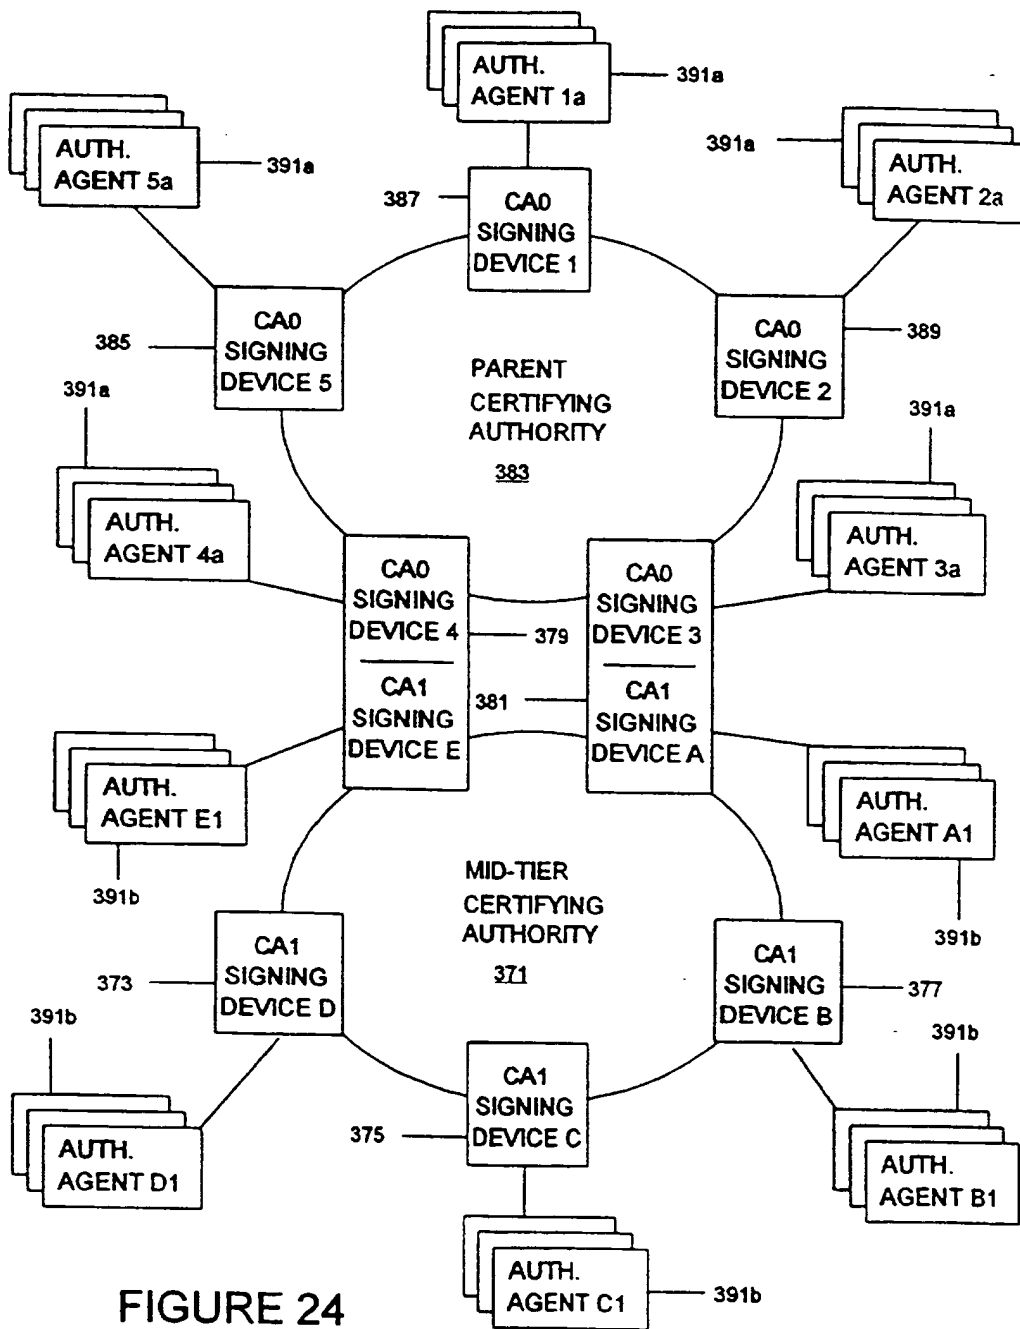 AUTH.
AGENT 1a
391a
AUTH.
AGENT 5a
391a
391a
AUTH.
AGENT 2a
387
CA0
SIGNING
DEVICE 1
385
CA0
SIGNING
DEVICE 5
CA0
SIGNING
DEVICE 2
389
PARENT
CERTIFYING
AUTHORITY
383
391a
AUTH.
AGENT 4a
391a
AUTH.
AGENT 3a
CA0
SIGNING
DEVICE 4
379
CA1
SIGNING
DEVICE E
CA0
SIGNING
DEVICE 3
381
CA1
SIGNING
DEVICE A
AUTH.
AGENT E1
391b
AUTH.
AGENT A1
391b
MID-TIER
CERTIFYING
AUTHORITY
371
373
CA1
SIGNING
DEVICE D
CA1
SIGNING
DEVICE B
377
391b
AUTH.
AGENT D1
375
CA1
SIGNING
DEVICE C
391b
AUTH.
AGENT B1
AUTH.
AGENT C1
391b
FIGURE 24